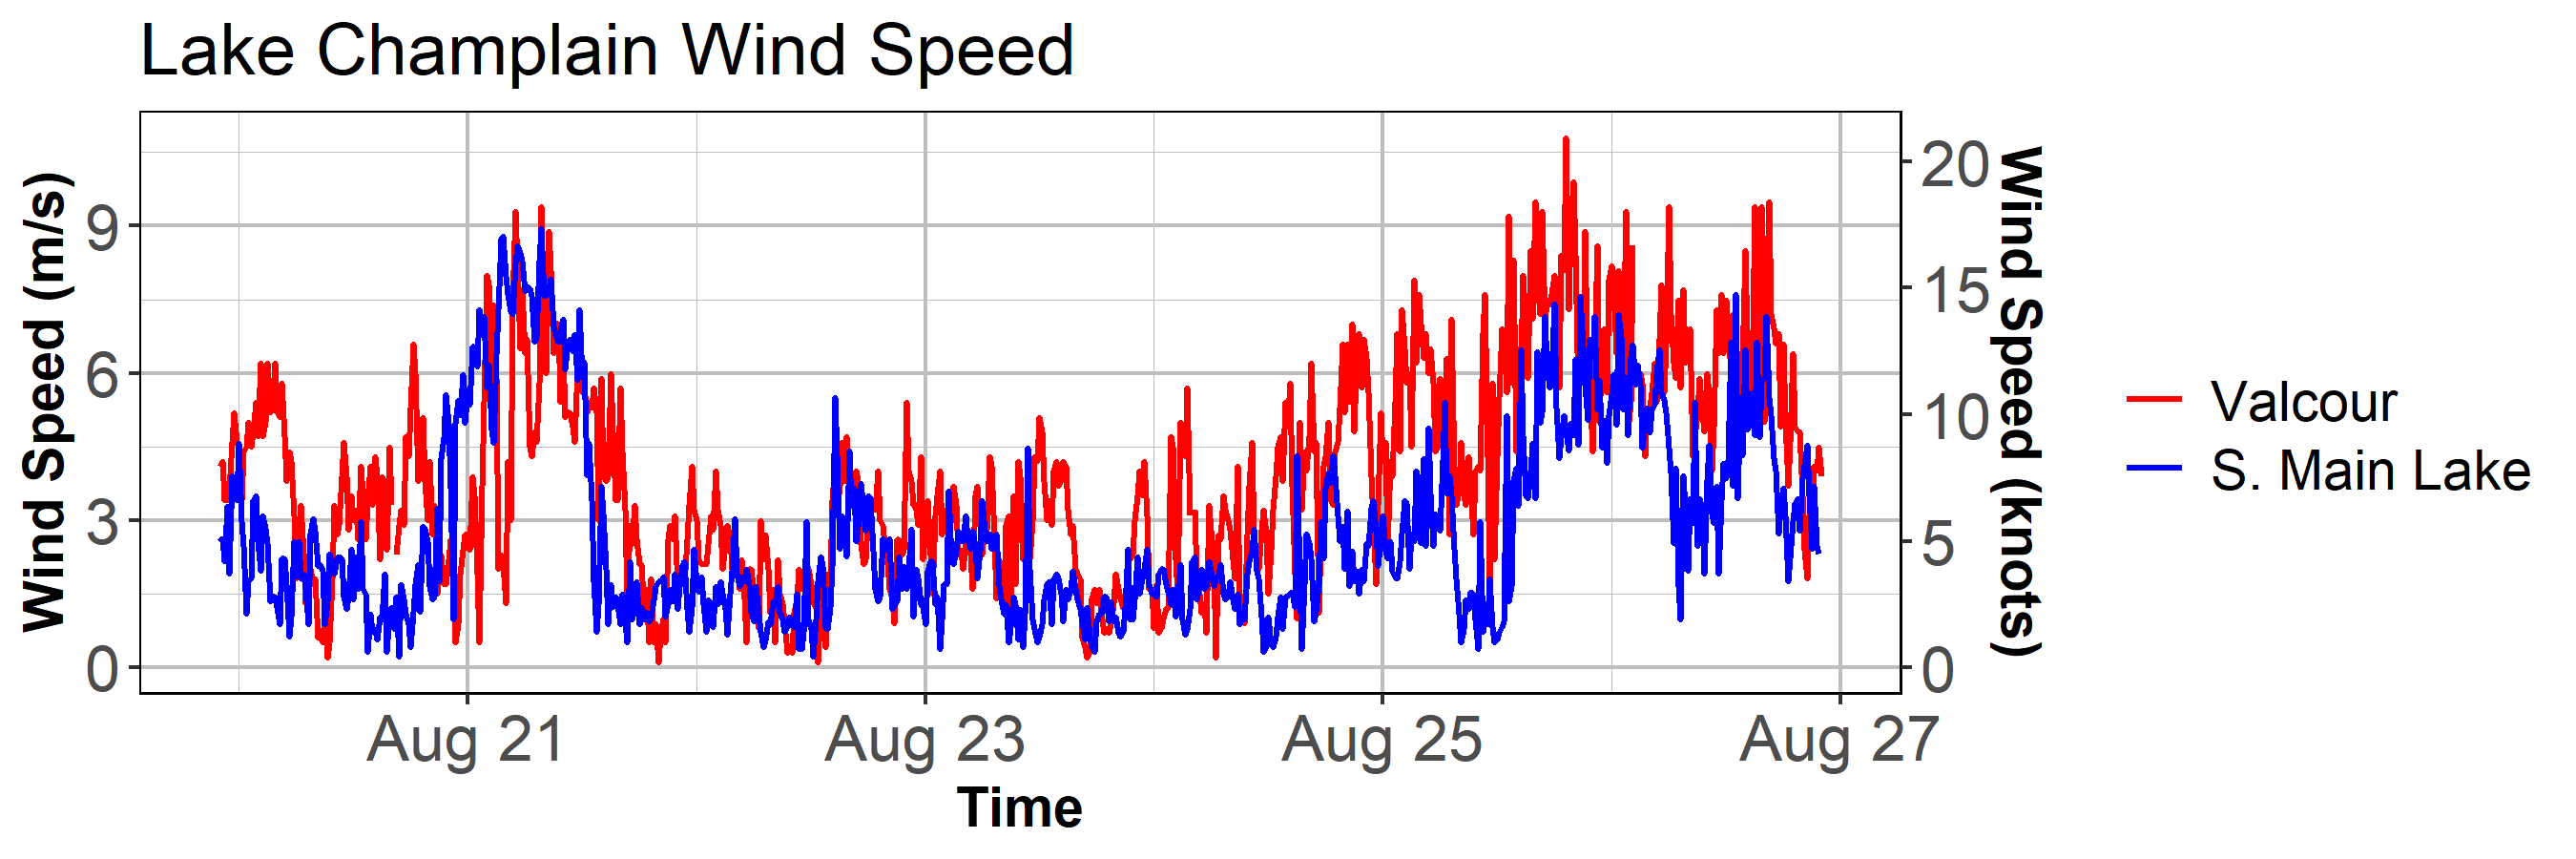 Lake Champlain Wind Speed
Wind Speed (m/s)
9
6
3
0
20
15
10
5
0
Wind Speed (knots)
Aug 21
Aug 23
Aug 25
Aug 27
Time
Valcour
S. Main Lake